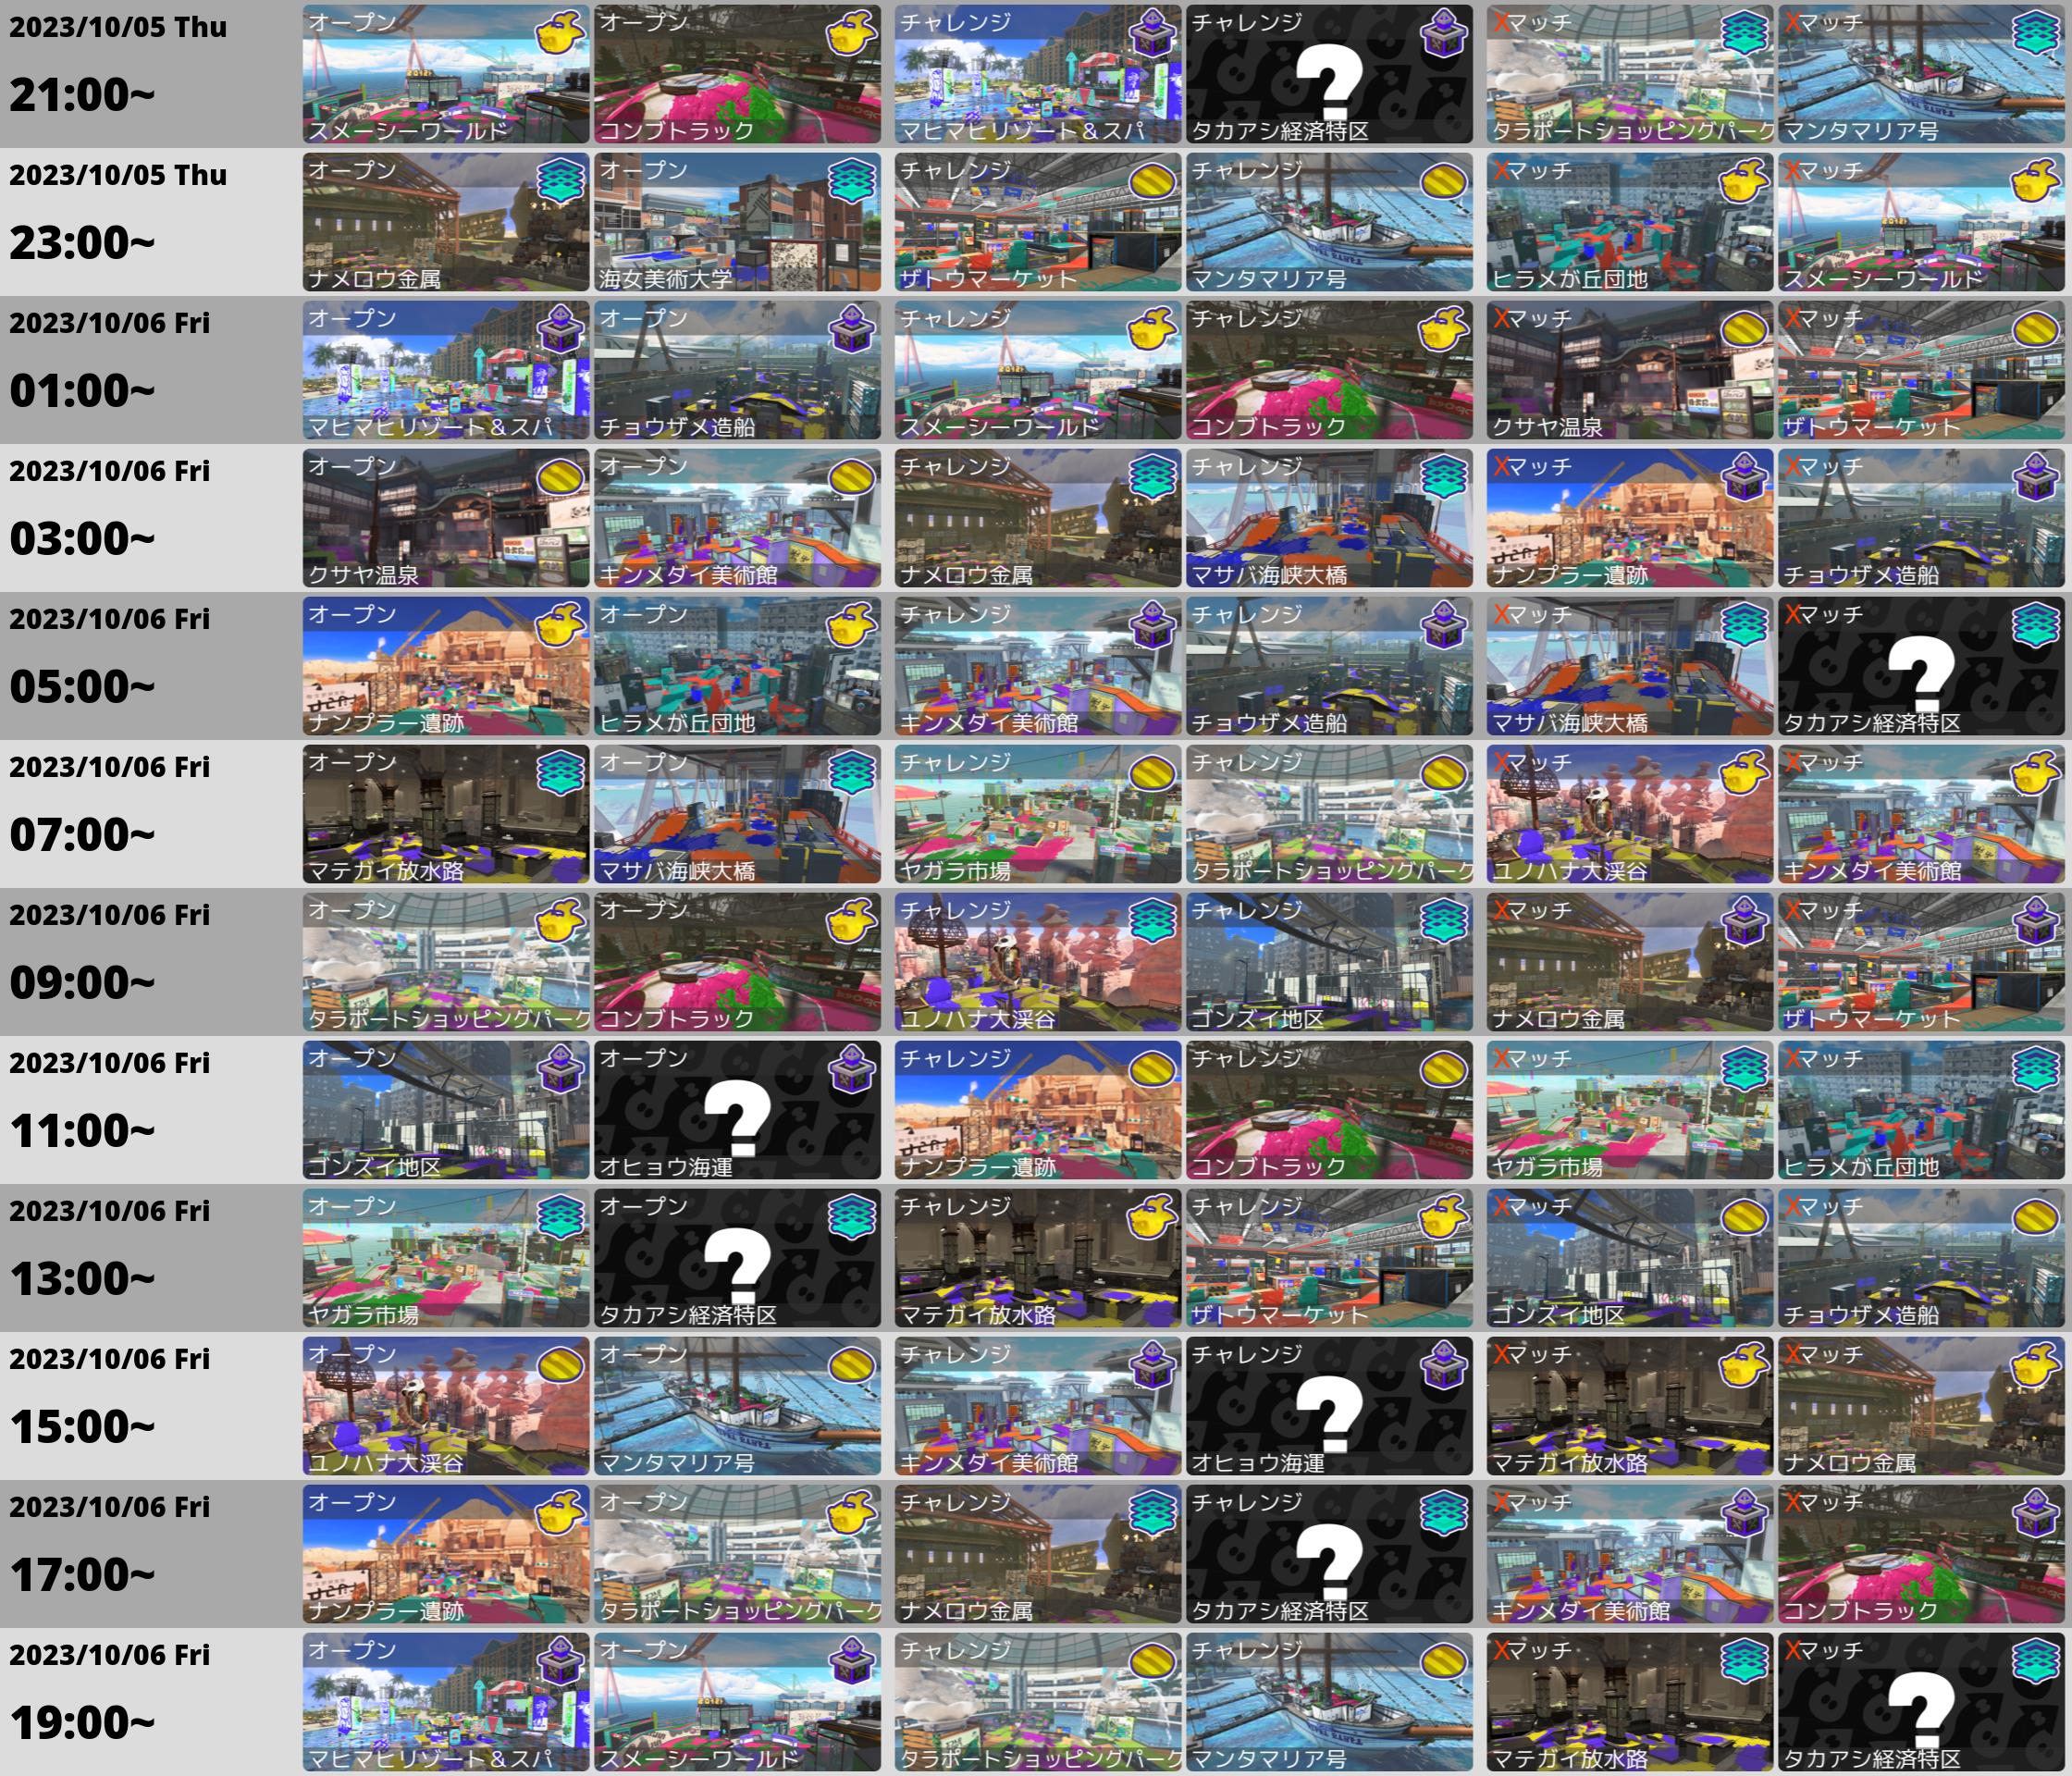 2023/10/05 Thu
21:00~
オープン オープン チャレンジ チャレンジ Xマッチ Xマッチ
スメーシーワールド コンブトラック マヒマヒリゾート＆スパ タカアシ経済特区 タラポートショッピングパーク マンタマリア号
2023/10/05 Thu
23:00~
オープン オープン チャレンジ チャレンジ Xマッチ Xマッチ
ナメロウ金属 海女美術大学 ザトウマーケット マンタマリア号 ヒラメが丘団地 スメーシーワールド
2023/10/06 Fri
01:00~
オープン オープン チャレンジ チャレンジ Xマッチ Xマッチ
マヒマヒリゾート＆スパ チョウザメ造船 スメーシーワールド コンブトラック クサヤ温泉 ザトウマーケット
2023/10/06 Fri
03:00~
オープン オープン チャレンジ チャレンジ Xマッチ Xマッチ
クサヤ温泉 キンメダイ美術館 ナメロウ金属 マサバ海峡大橋 ナンプラー遺跡 チョウザメ造船
2023/10/06 Fri
05:00~
オープン オープン チャレンジ チャレンジ Xマッチ Xマッチ
ナンプラー遺跡 ヒラメが丘団地 キンメダイ美術館 チョウザメ造船 マサバ海峡大橋 タカアシ経済特区
2023/10/06 Fri
07:00~
オープン オープン チャレンジ チャレンジ Xマッチ Xマッチ
マテガイ放水路 マサバ海峡大橋 ヤガラ市場 タラポートショッピングパーク ユノハナ大渓谷 キンメダイ美術館
2023/10/06 Fri
09:00~
オープン オープン チャレンジ チャレンジ Xマッチ Xマッチ
タラポートショッピングパーク コンブトラック ユノハナ大渓谷 ゴンズイ地区 ナメロウ金属 ザトウマーケット
2023/10/06 Fri
11:00~
オープン オープン チャレンジ チャレンジ Xマッチ Xマッチ
ゴンズイ地区 オヒョウ海運 ナンプラー遺跡 コンブトラック ヤガラ市場 ヒラメが丘団地
2023/10/06 Fri
13:00~
オープン オープン チャレンジ チャレンジ Xマッチ Xマッチ
ヤガラ市場 タカアシ経済特区 マテガイ放水路 ザトウマーケット ゴンズイ地区 チョウザメ造船
2023/10/06 Fri
15:00~
オープン オープン チャレンジ チャレンジ Xマッチ Xマッチ
ユノハナ大渓谷 マンタマリア号 キンメダイ美術館 オヒョウ海運 マテガイ放水路 ナメロウ金属
2023/10/06 Fri
17:00~
オープン オープン チャレンジ チャレンジ Xマッチ Xマッチ
ナンプラー遺跡 タラポートショッピングパーク ナメロウ金属 タカアシ経済特区 キンメダイ美術館 コンブトラック
2023/10/06 Fri
19:00~
オープン オープン チャレンジ チャレンジ Xマッチ Xマッチ
マヒマヒリゾート＆スパ スメーシーワールド タラポートショッピングパーク マンタマリア号 マテガイ放水路 タカアシ経済特区